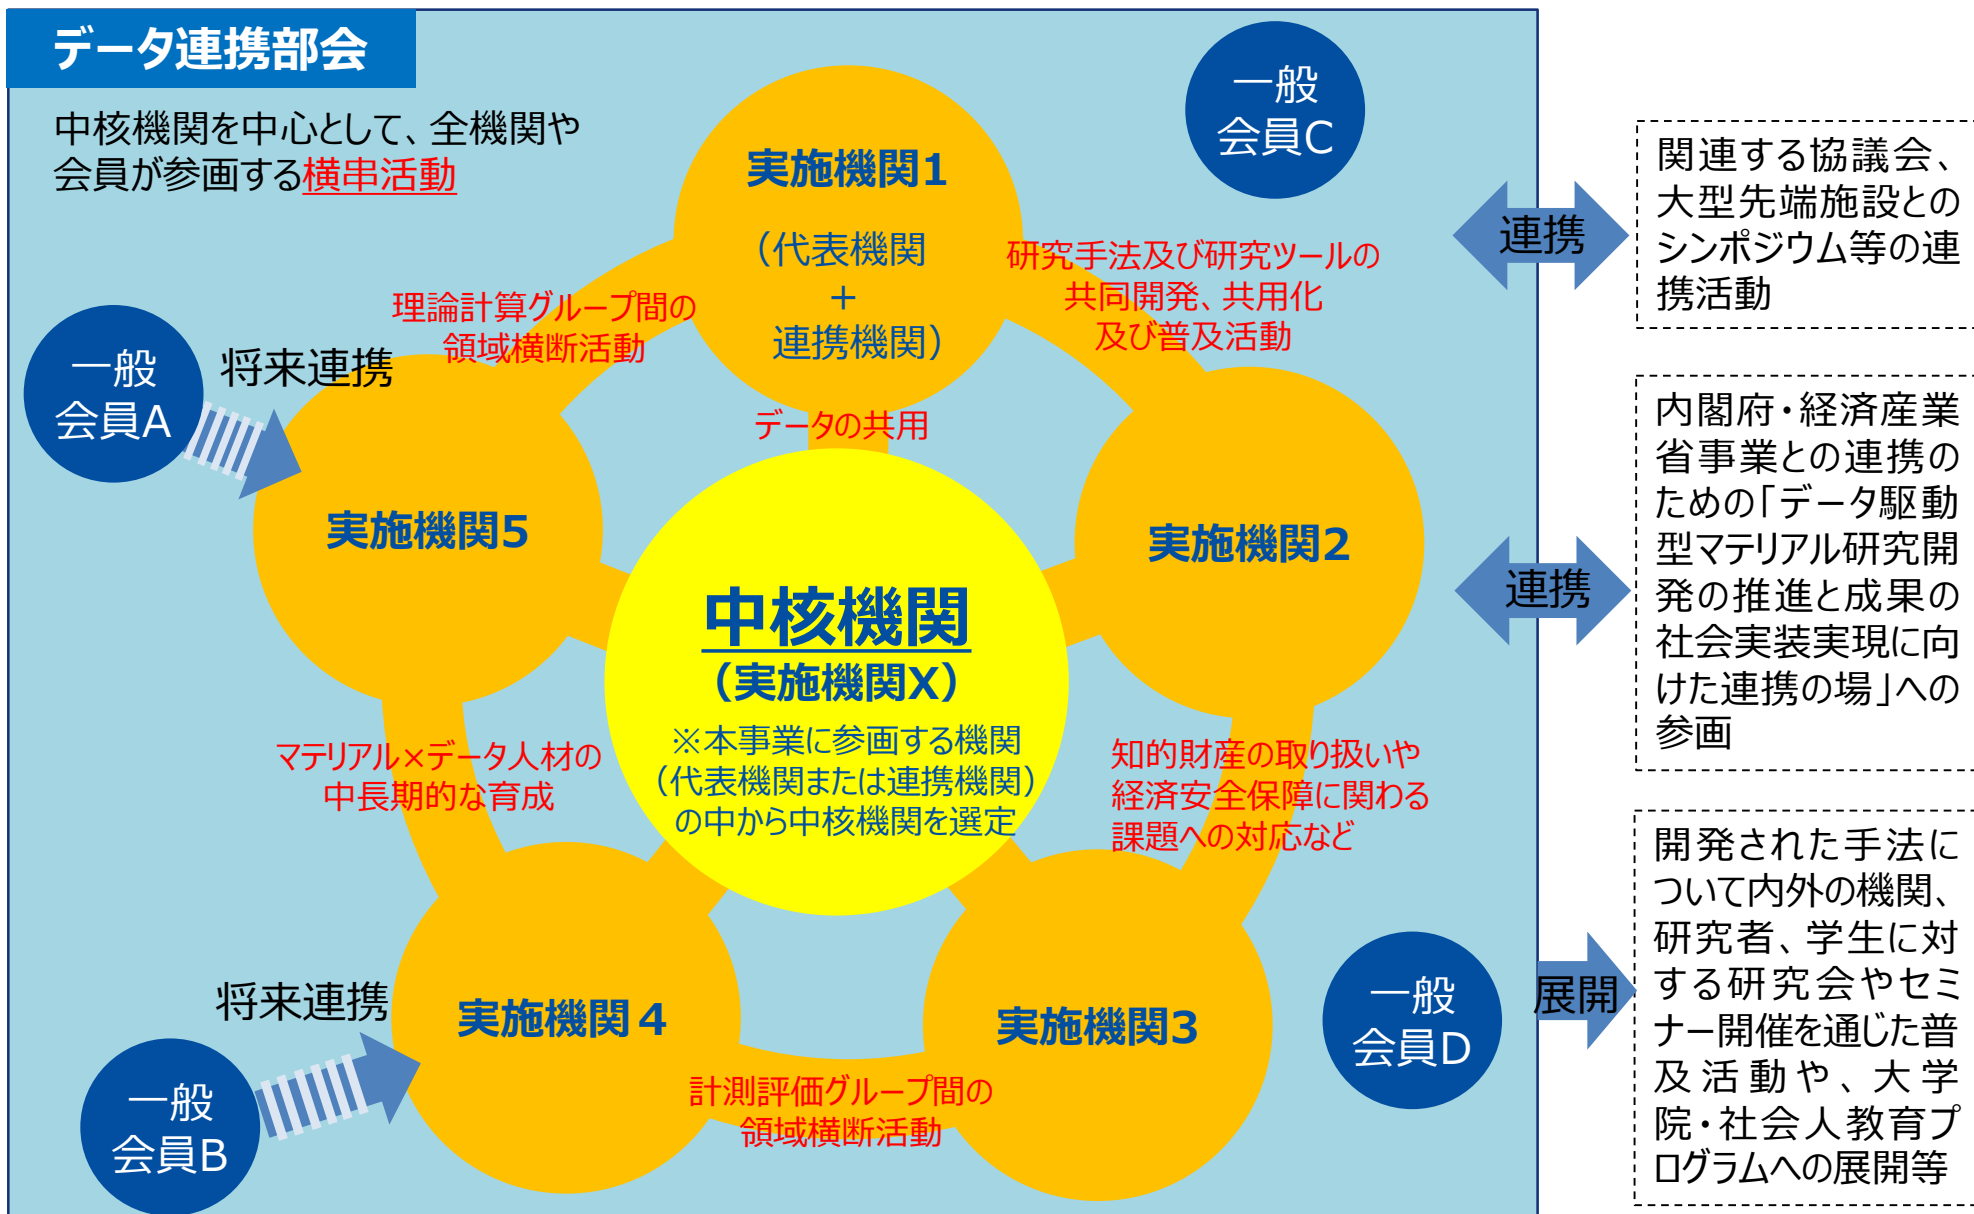 データ連携部会
中核機関を中心として、全機関や
会員が参画する横串活動
一般
会員C
実施機関1
（代表機関
＋
連携機関）
研究手法及び研究ツールの
共同開発、共用化
及び普及活動
理論計算グループ間の
領域横断活動
一般
会員A
将来連携
データの共用
実施機関5
実施機関2
中核機関
（実施機関X）
※本事業に参画する機関
（代表機関または連携機関）
の中から中核機関を選定
マテリアル×データ人材の
中長期的な育成
知的財産の取り扱いや
経済安全保障に関わる
課題への対応など
将来連携
実施機関４
実施機関3
一般
会員B
計測評価グループ間の
領域横断活動
一般
会員D
連携
関連する協議会、
大型先端施設との
シンポジウム等の連
携活動
連携
内閣府・経済産業
省事業との連携の
ための「データ駆動
型マテリアル研究開
発の推進と成果の
社会実装実現に向
けた連携の場」への
参画
展開
開発された手法に
ついて内外の機関、
研究者、学生に対
する研究会やセミ
ナー開催を通じた普
及活動や、大学
院・社会人教育プ
ログラムへの展開等